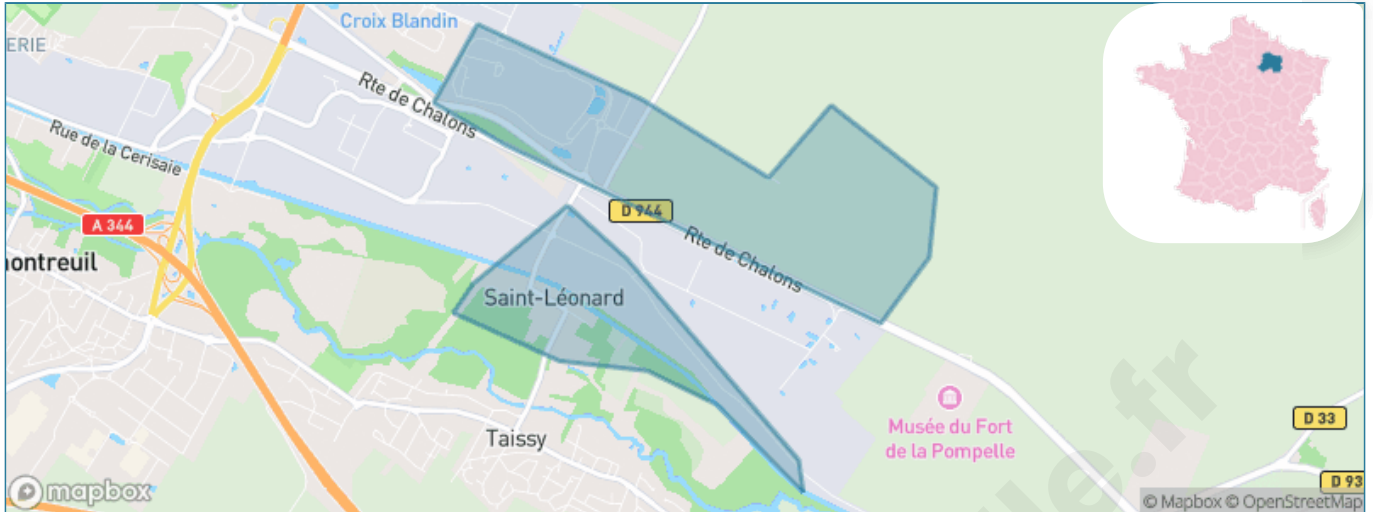 Croix Blandin
ERIE
Rte de Chalons
Rue de la Cerisaie
A 344
D 944
ontreuil
Rte de Chalons
Saint-Léonard
Musée du Fort
de la Pompelle
D 33
Taissy
D 93
mapbox
© Mapbox © OpenStreetMap